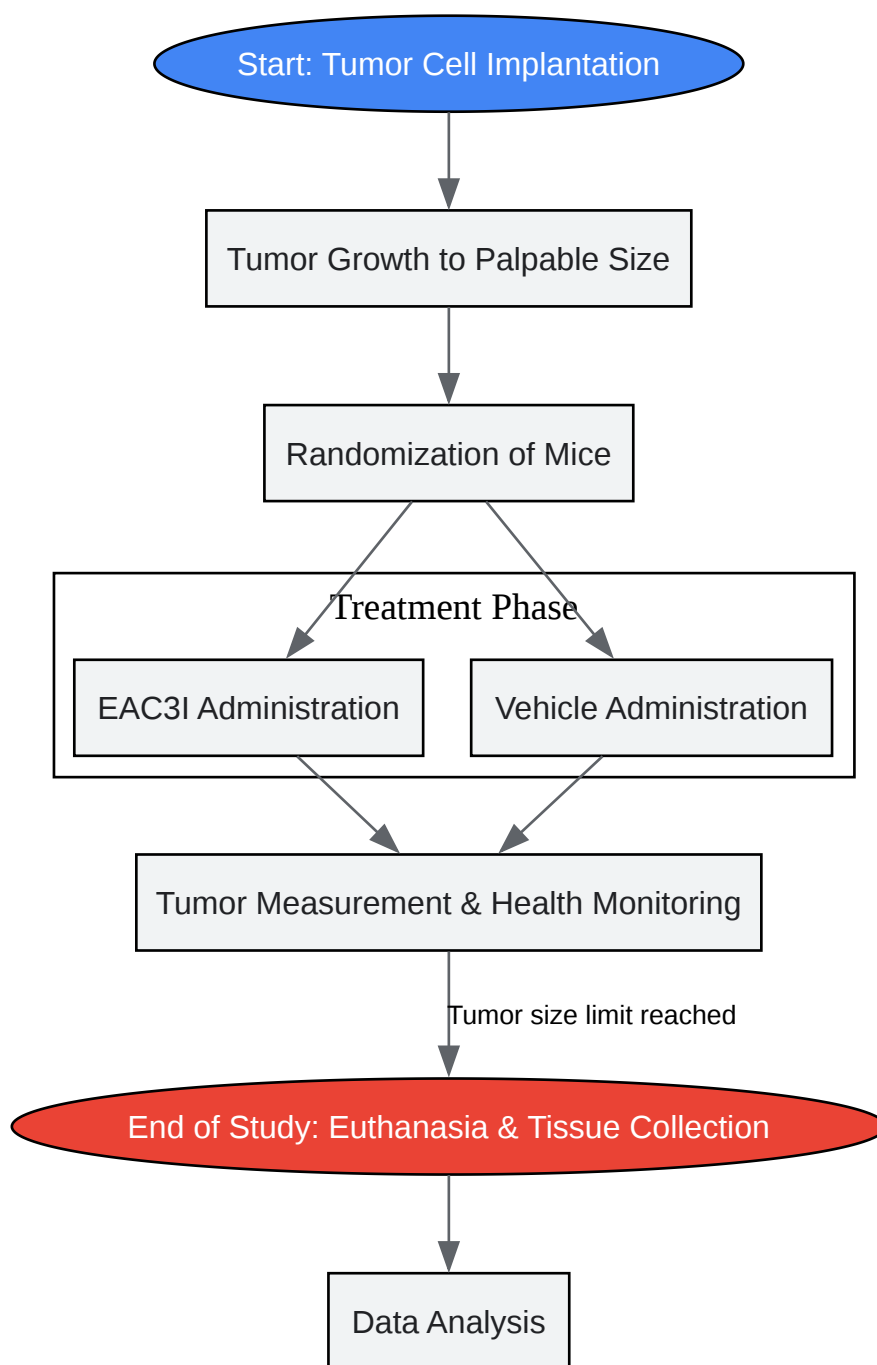 Start: Tumor Cell Implantation
Tumor Growth to Palpable Size
Randomization of Mice
Treatment Phase
EAC3I Administration
Vehicle Administration
Tumor Measurement & Health Monitoring
Tumor size limit reached
End of Study: Euthanasia & Tissue Collection
Data Analysis